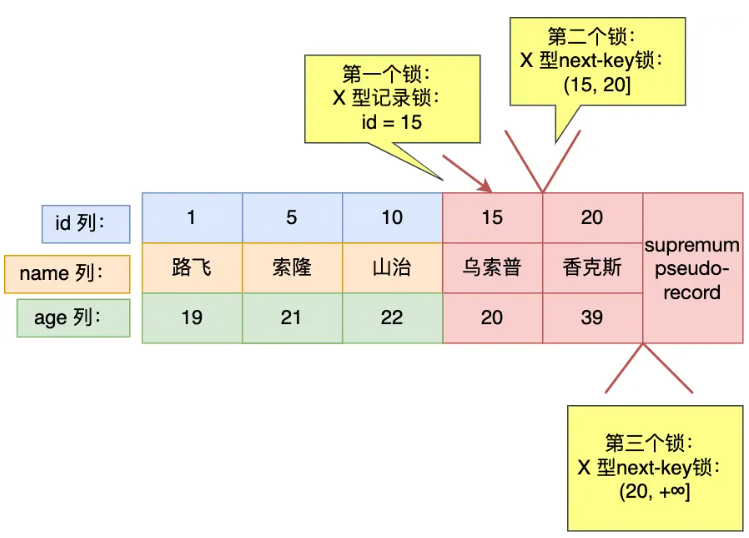 第一个锁：
X 型记录锁：
id = 15
第二个锁：
X 型next-key锁：
(15, 20]
id 列： 1 5 10 15 20
name 列： 路飞 索隆 山治 乌索普 香克斯
age 列： 19 21 22 20 39
supremum
pseudo-
record
第三个锁：
X 型next-key锁：
(20, +∞]